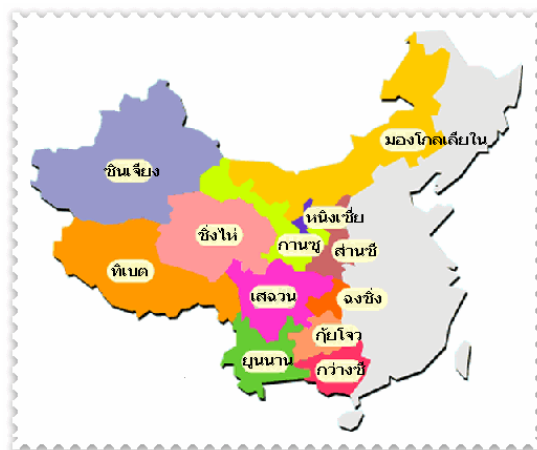 มองโกลเลียใน
ซินเจียง
หนิงเซี่ย
ชิ่งไห่
กานซู
ส่านซี
ทิเบต
เสฉวน
ฉงชิ่ง
กุ้ยโจว
ยูนนาน
กว่างซี